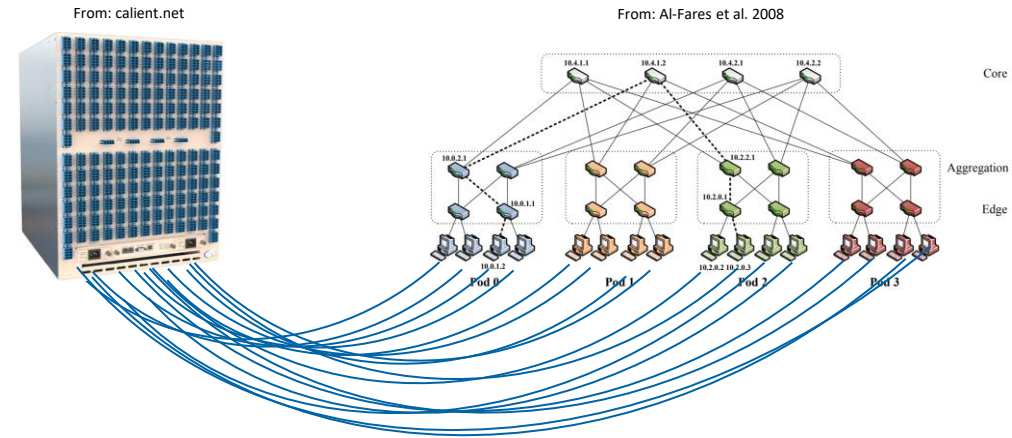 From: calient.net
From: Al-Fares et al. 2008
10.4.1.1
10.4.1.2
10.4.2.1
10.4.2.2
Core
10.0.2.1
10.2.2.1
Aggregation
10.0.1.1
10.2.0.1
Edge
10.0.1.2
10.2.0.2 10.2.0.3
Pod 0
Pod 1
Pod 2
Pod 3